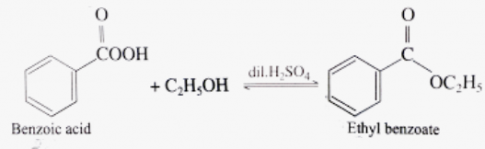 O
COOH
+ C₂H₅OH
dil.H₂SO₄
O
C
OC₂H₅
Benzoic acid
Ethyl benzoate